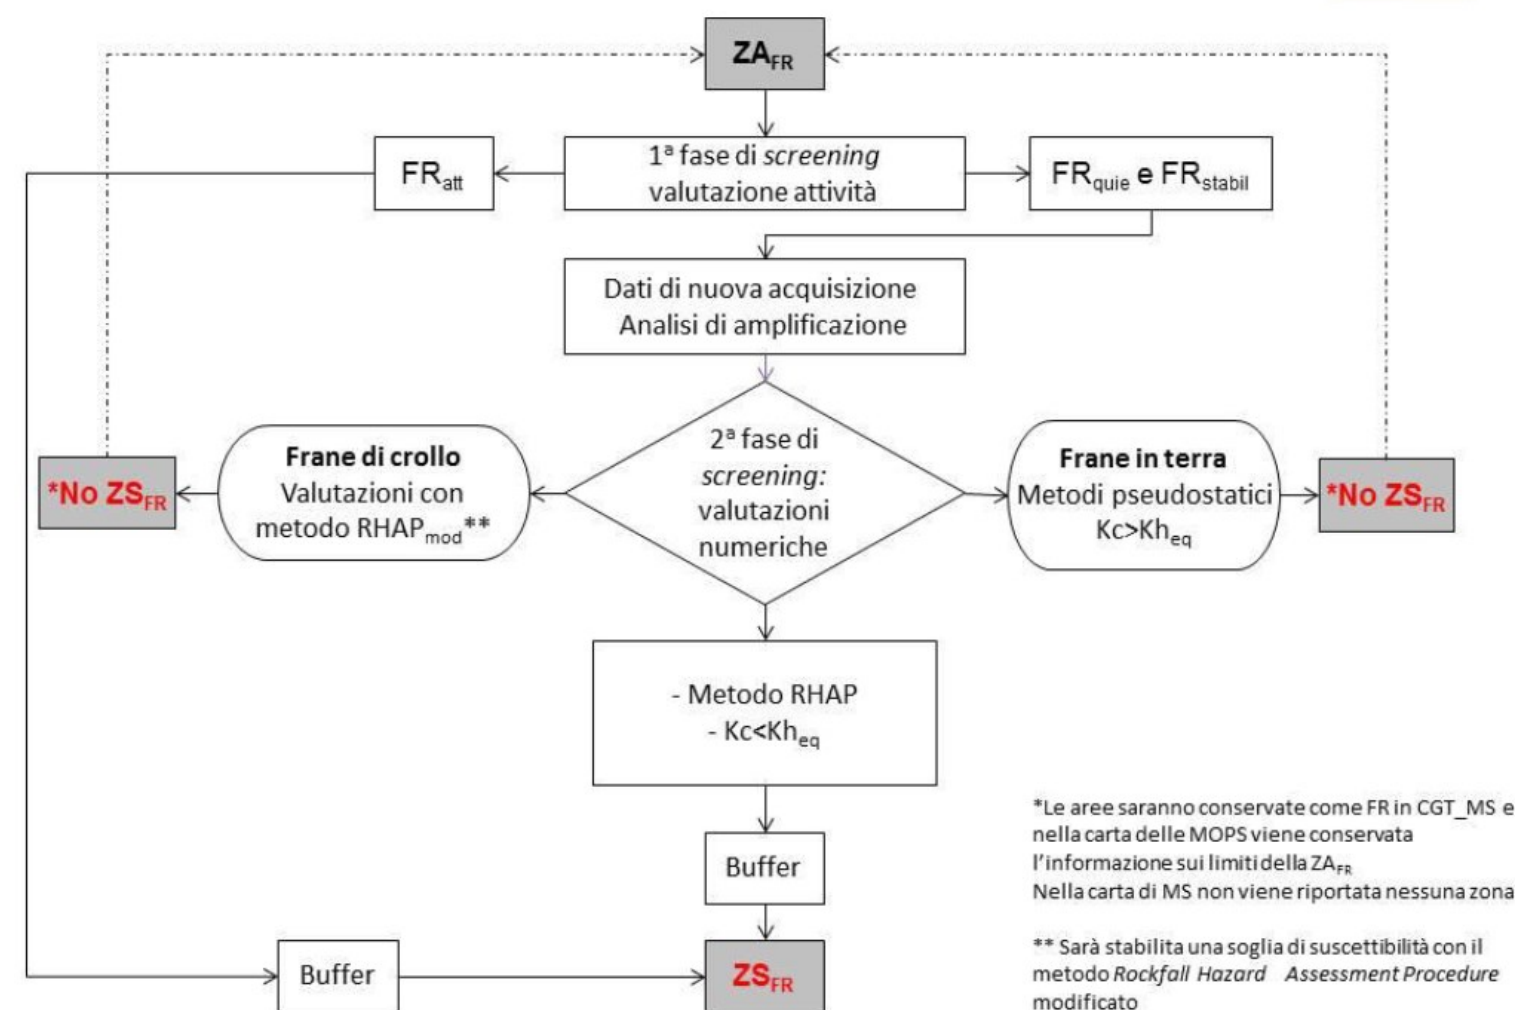 ZAFR
FRatt
1ª fase di screening
valutazione attività
FRquie e FRstabil
Dati di nuova acquisizione
Analisi di amplificazione
2ª fase di
screening:
valutazioni
numeriche
*No ZSFR
Frane di crollo
Valutazioni con
metodo RHAPmod**
Frane in terra
Metodi pseudostatici
Kc>Kheq
*No ZSFR
- Metodo RHAP
- Kc<Kheq
Buffer
Buffer
ZSFR
*Le aree saranno conservate come FR in CGT_MS e
nella carta delle MOPS viene conservata
l'informazione sui limiti della ZAFR
Nella carta di MS non viene riportata nessuna zona
** Sarà stabilita una soglia di suscettibilità con il
metodo Rockfall Hazard Assessment Procedure
modificato